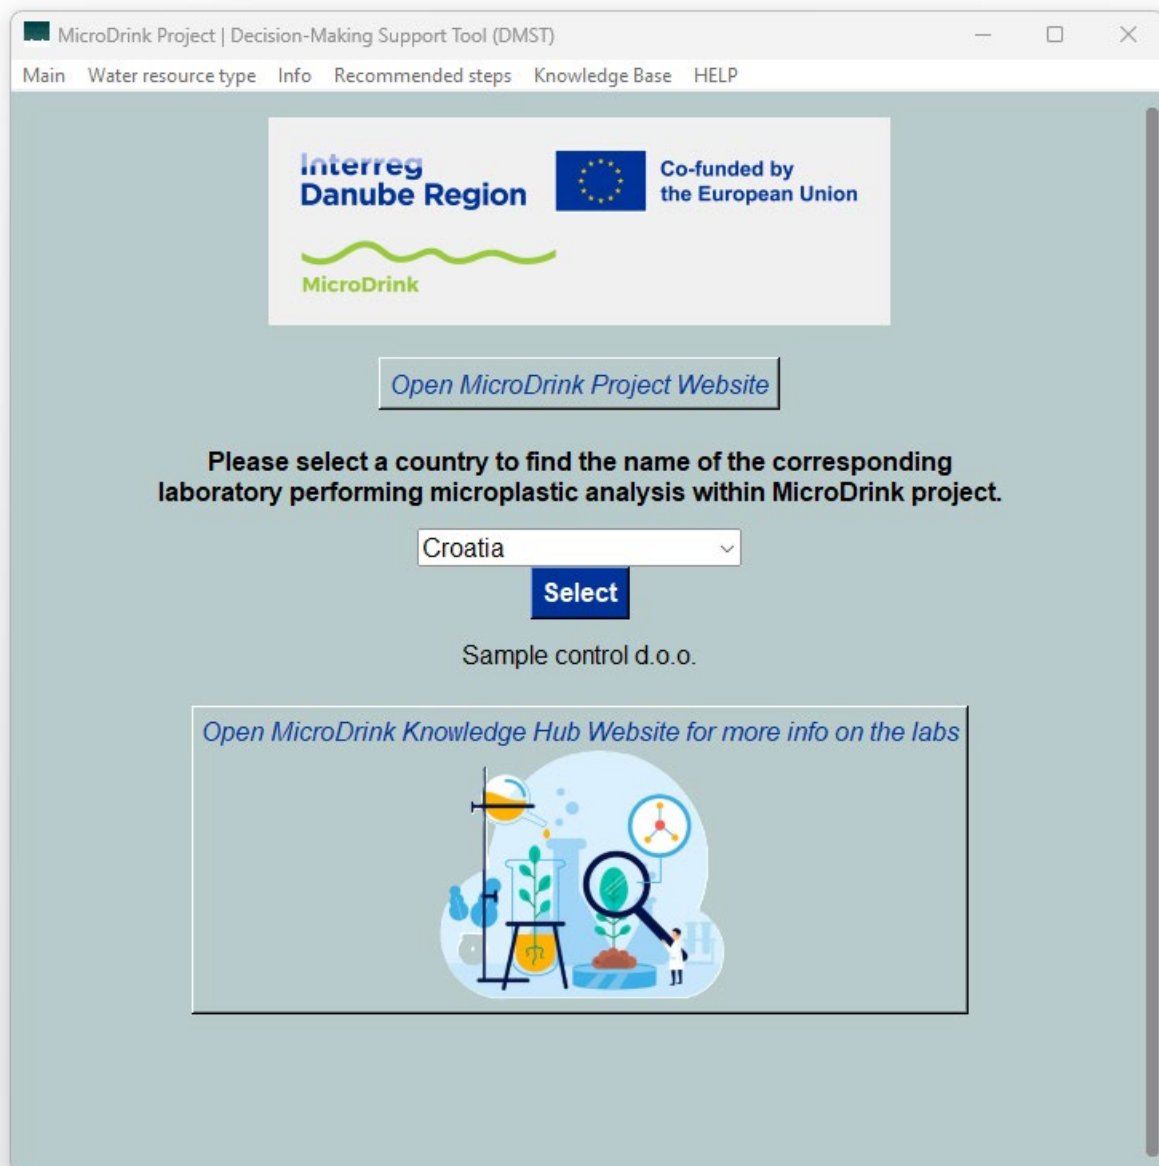 MicroDrink Project | Decision-Making Support Tool (DMST)
Main Water resource type Info Recommended steps Knowledge Base HELP
Interreg
Danube Region
Co-funded by
the European Union
MicroDrink
Open MicroDrink Project Website
Please select a country to find the name of the corresponding
laboratory performing microplastic analysis within MicroDrink project.
Croatia
Select
Sample control d.o.o.
Open MicroDrink Knowledge Hub Website for more info on the labs